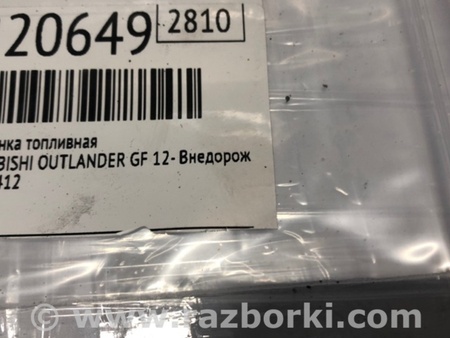 20649 2810
нка топливная
BISHI OUTLANDER GF 12- Внедорож
412
www.razborki.com